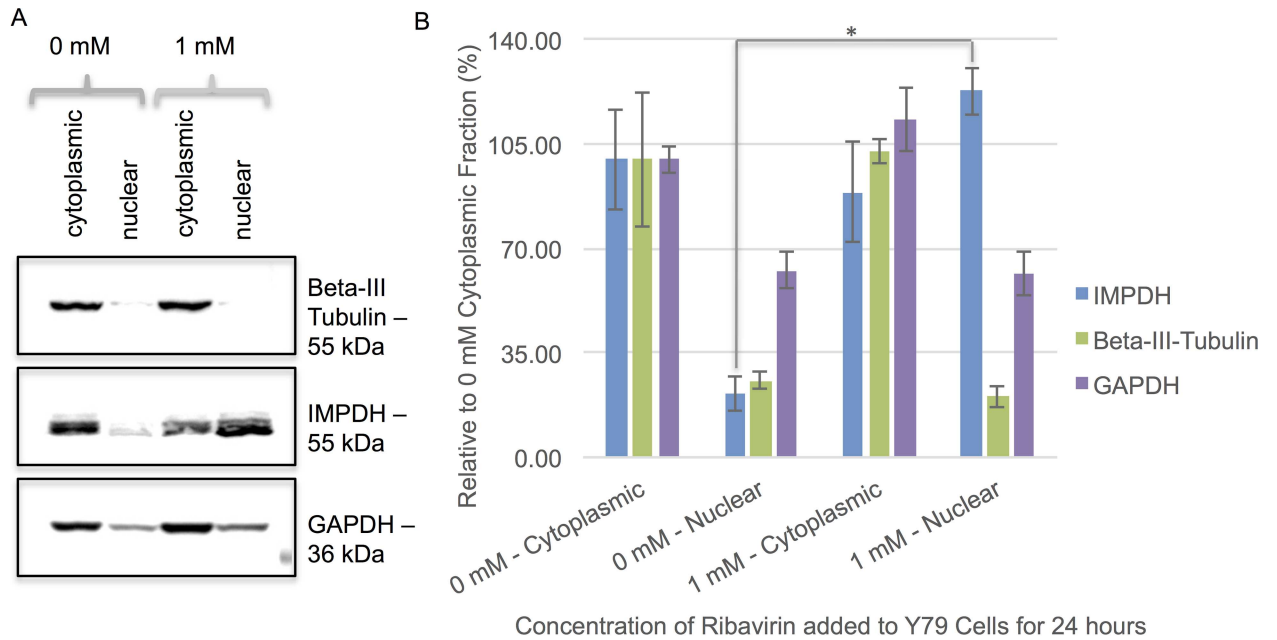 A
0 mM
1 mM
cytoplasmic
nuclear
cytoplasmic
nuclear
Beta-III
Tubulin –
55 kDa
IMPDH –
55 kDa
GAPDH –
36 kDa
B
Relative to 0 mM Cytoplasmic Fraction (%)
140.00
105.00
70.00
35.00
0.00
*
0 mM - Cytoplasmic
0 mM - Nuclear
1 mM - Cytoplasmic
1 mM - Nuclear
IMPDH
Beta-III-Tubulin
GAPDH
Concentration of Ribavirin added to Y79 Cells for 24 hours